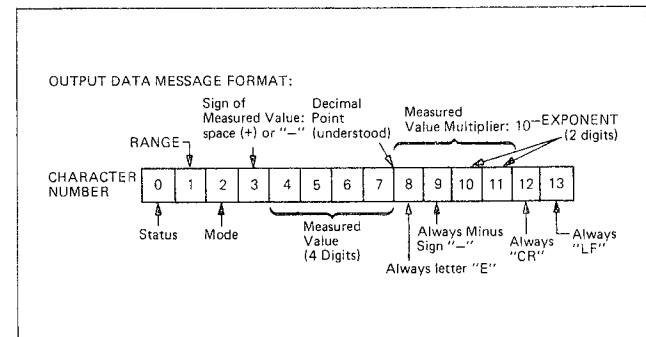 OUTPUT DATA MESSAGE FORMAT:
Sign of
Measured Value:
space (+) or "—"
Decimal
Point
(understood)
Measured
Value Multiplier: 10—EXPONENT
(2 digits)
RANGE
CHARACTER
NUMBER
0 1 2 3 4 5 6 7 8 9 10 11 12 13
Status
Mode
Measured
Value
(4 Digits)
Always letter "E"
Always Minus
Sign "—"
Always
"CR"
Always
"LF"